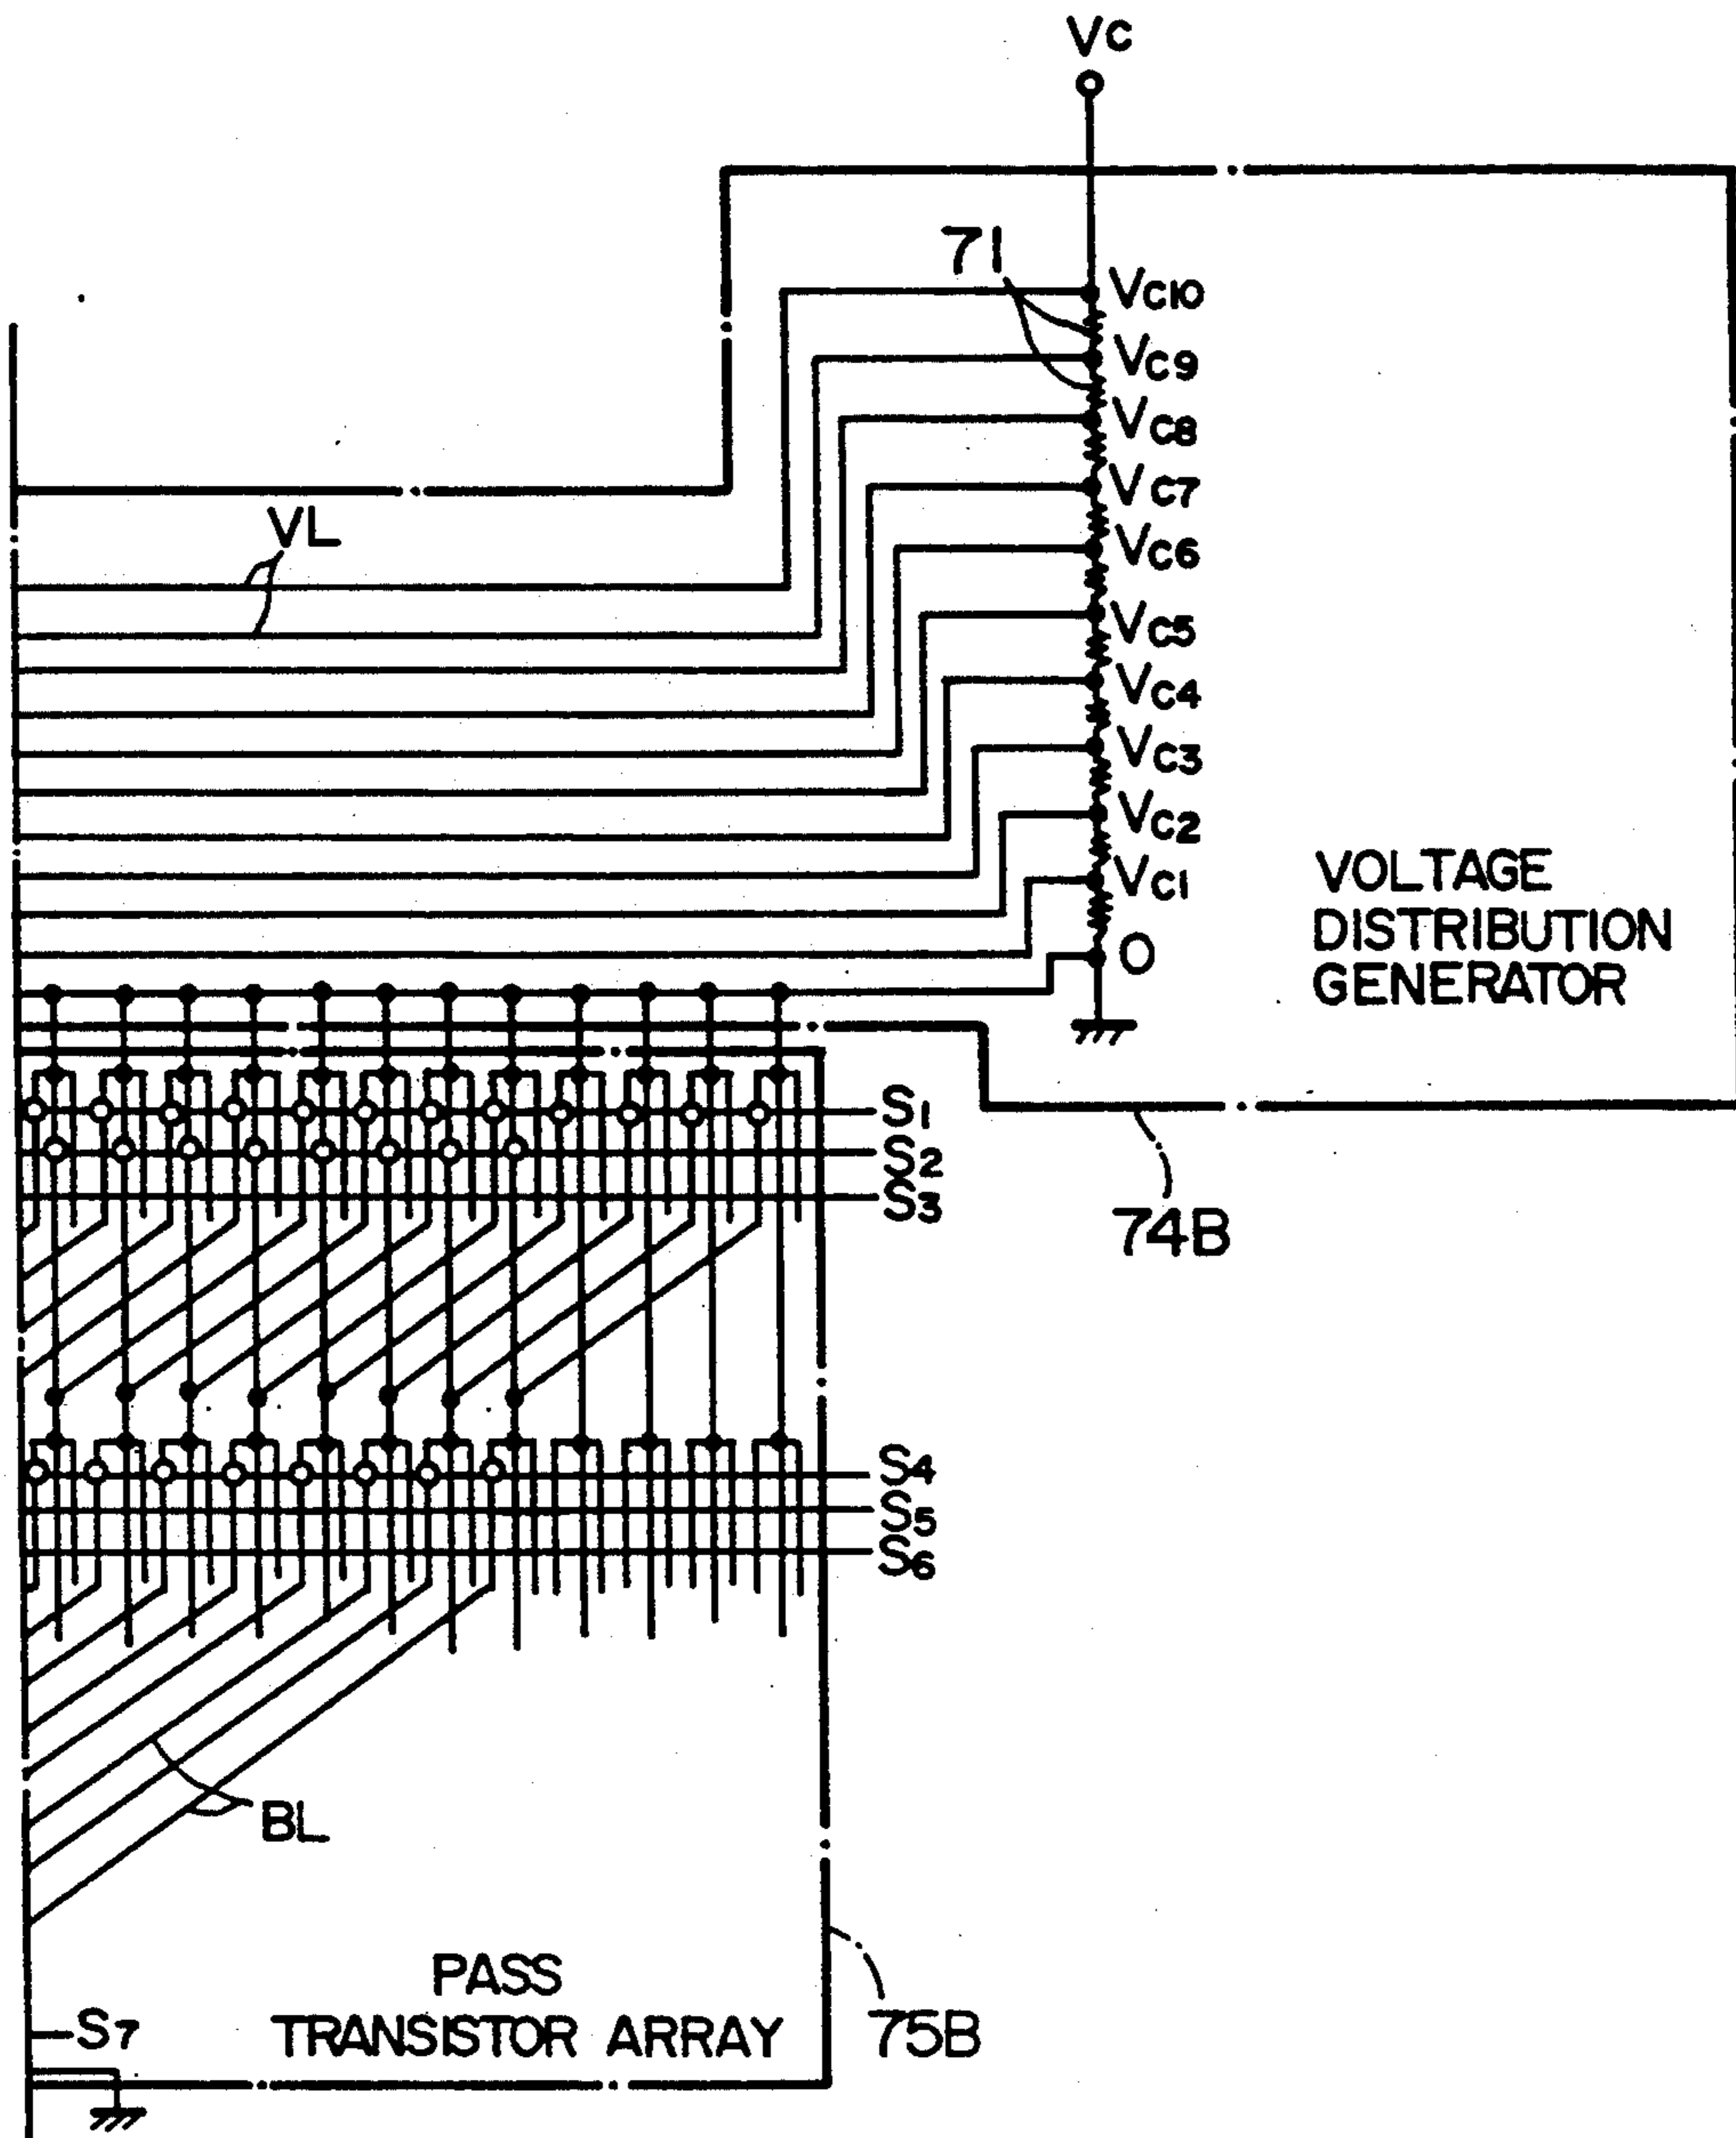 Vc
71
VC10
VC9
VC8
VL
VC7
VC6
VC5
VC4
VC3
VC2
VC1
O
VOLTAGE
DISTRIBUTION
GENERATOR
S1
S2
S3
74B
S4
S5
S6
BL
PASS
TRANSISTOR ARRAY
S7
75B